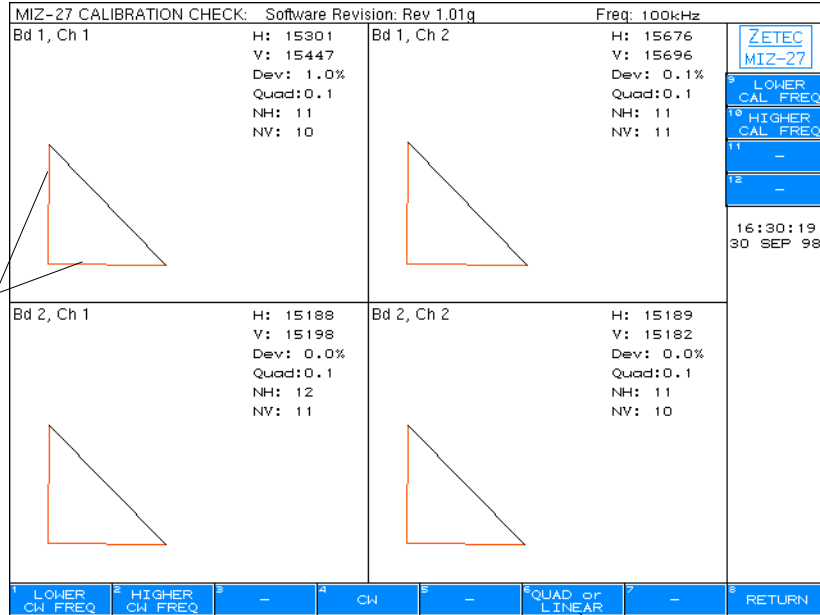 MIZ-27 CALIBRATION CHECK: Software Revision: Rev 1.01g Freq: 100kHz
Bd 1, Ch 1
H: 15301
V: 15447
Dev: 1.0%
Quad:0.1
NH: 11
NV: 10
Bd 1, Ch 2
H: 15676
V: 15696
Dev: 0.1%
Quad:0.1
NH: 11
NV: 11
ZETEC
MIZ-27
9 LOWER
CAL FREQ
10 HIGHER
CAL FREQ
11 -
12 -
16:30:19
30 SEP 98
Bd 2, Ch 1
H: 15188
V: 15198
Dev: 0.0%
Quad:0.1
NH: 12
NV: 11
Bd 2, Ch 2
H: 15189
V: 15182
Dev: 0.0%
Quad:0.1
NH: 11
NV: 10
1 LOWER
CW FREQ
2 HIGHER
CW FREQ
3 -
4 CW
5 -
6 QUAD or
LINEAR
7 -
8 RETURN